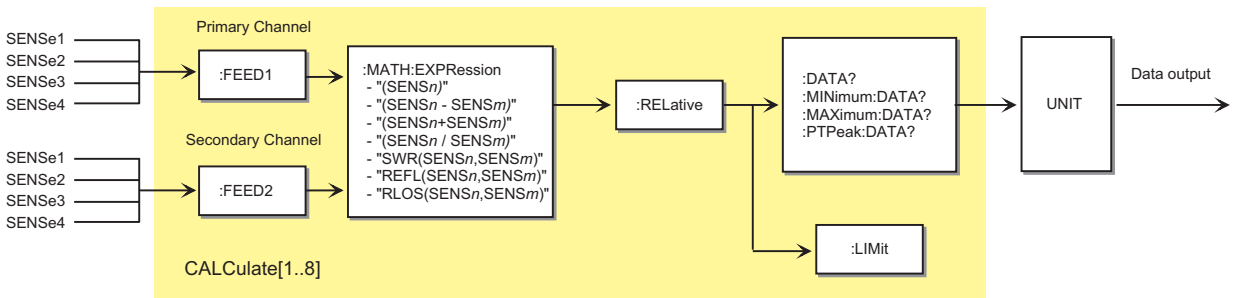 Primary Channel
SENSe1
SENSe2
SENSe3
SENSe4
:FEED1
Secondary Channel
SENSe1
SENSe2
SENSe3
SENSe4
:FEED2
:MATH:EXPRession
- "(SENSn)"
- "(SENSn - SENSm)"
- "(SENSn+SENSm)"
- "(SENSn / SENSm)"
- "SWR(SENSn,SENSm)"
- "REFL(SENSn,SENSm)"
- "RLOS(SENSn,SENSm)"
:RELative
:DATA?
:MINimum:DATA?
:MAXimum:DATA?
:PTPeak:DATA?
:LIMit
UNIT
Data output
CALCulate[1..8]